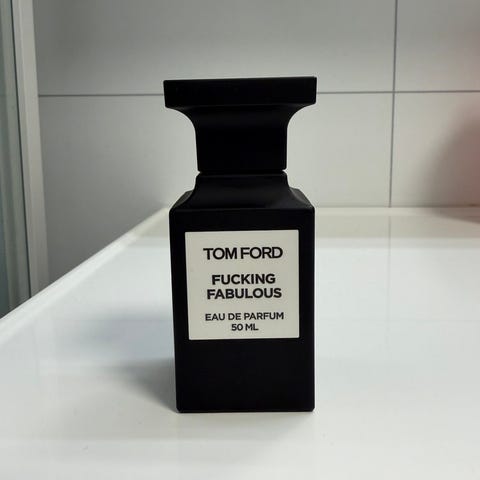 TOM FORD
FUCKING
FABULOUS
EAU DE PARFUM
50 ML